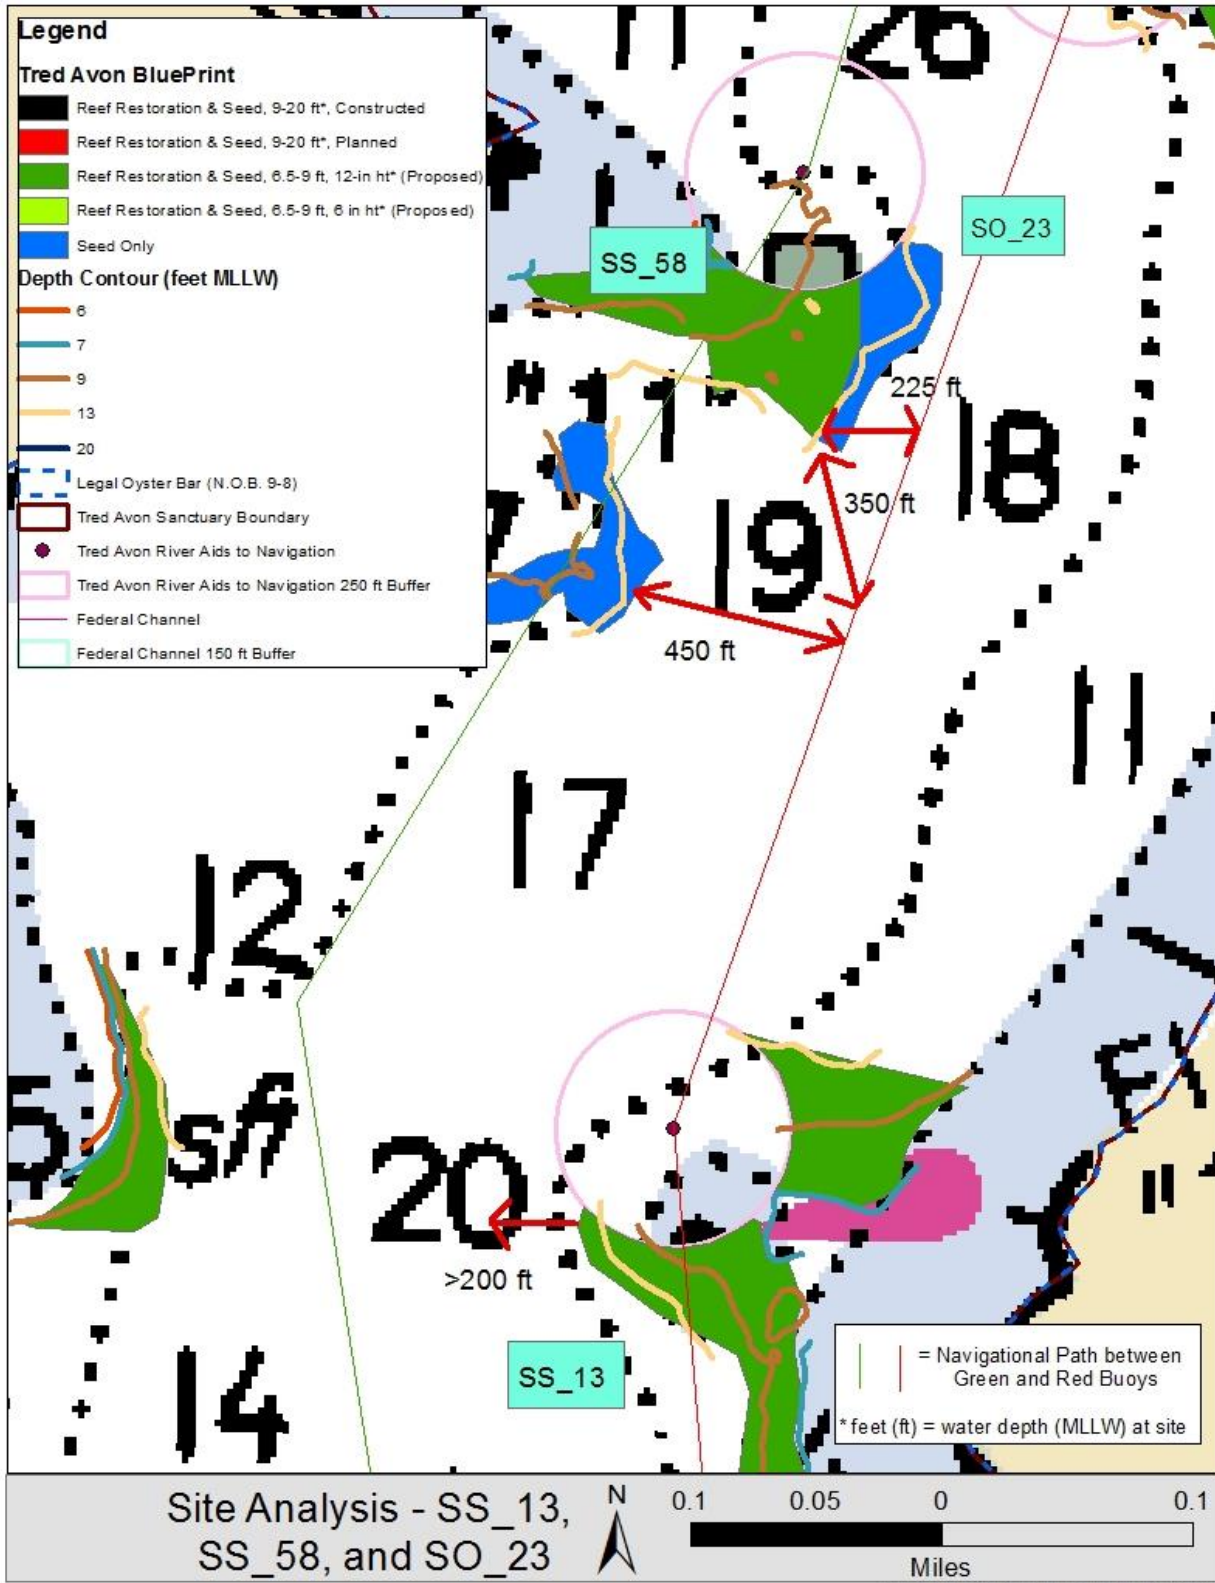 Legend
Tred Avon BluePrint
Reef Restoration & Seed, 9-20 ft*, Constructed
Reef Restoration & Seed, 9-20 ft*, Planned
Reef Restoration & Seed, 6.5-9 ft, 12-in ht* (Proposed)
Reef Restoration & Seed, 6.5-9 ft, 6 in ht* (Proposed)
Seed Only
Depth Contour (feet MLLW)
6
7
9
13
20
Legal Oyster Bar (N.O.B. 9-8)
Tred Avon Sanctuary Boundary
Tred Avon River Aids to Navigation
Tred Avon River Aids to Navigation 250 ft Buffer
Federal Channel
Federal Channel 150 ft Buffer
11
26
SO_23
SS_58
225 ft
18
350 ft
19
450 ft
11
17
12
5
sft
20
>200 ft
SS_13
14
= Navigational Path between
Green and Red Buoys
* feet (ft) = water depth (MLLW) at site
Site Analysis - SS_13,
SS_58, and SO_23
N
0.1 0.05 0 0.1
Miles